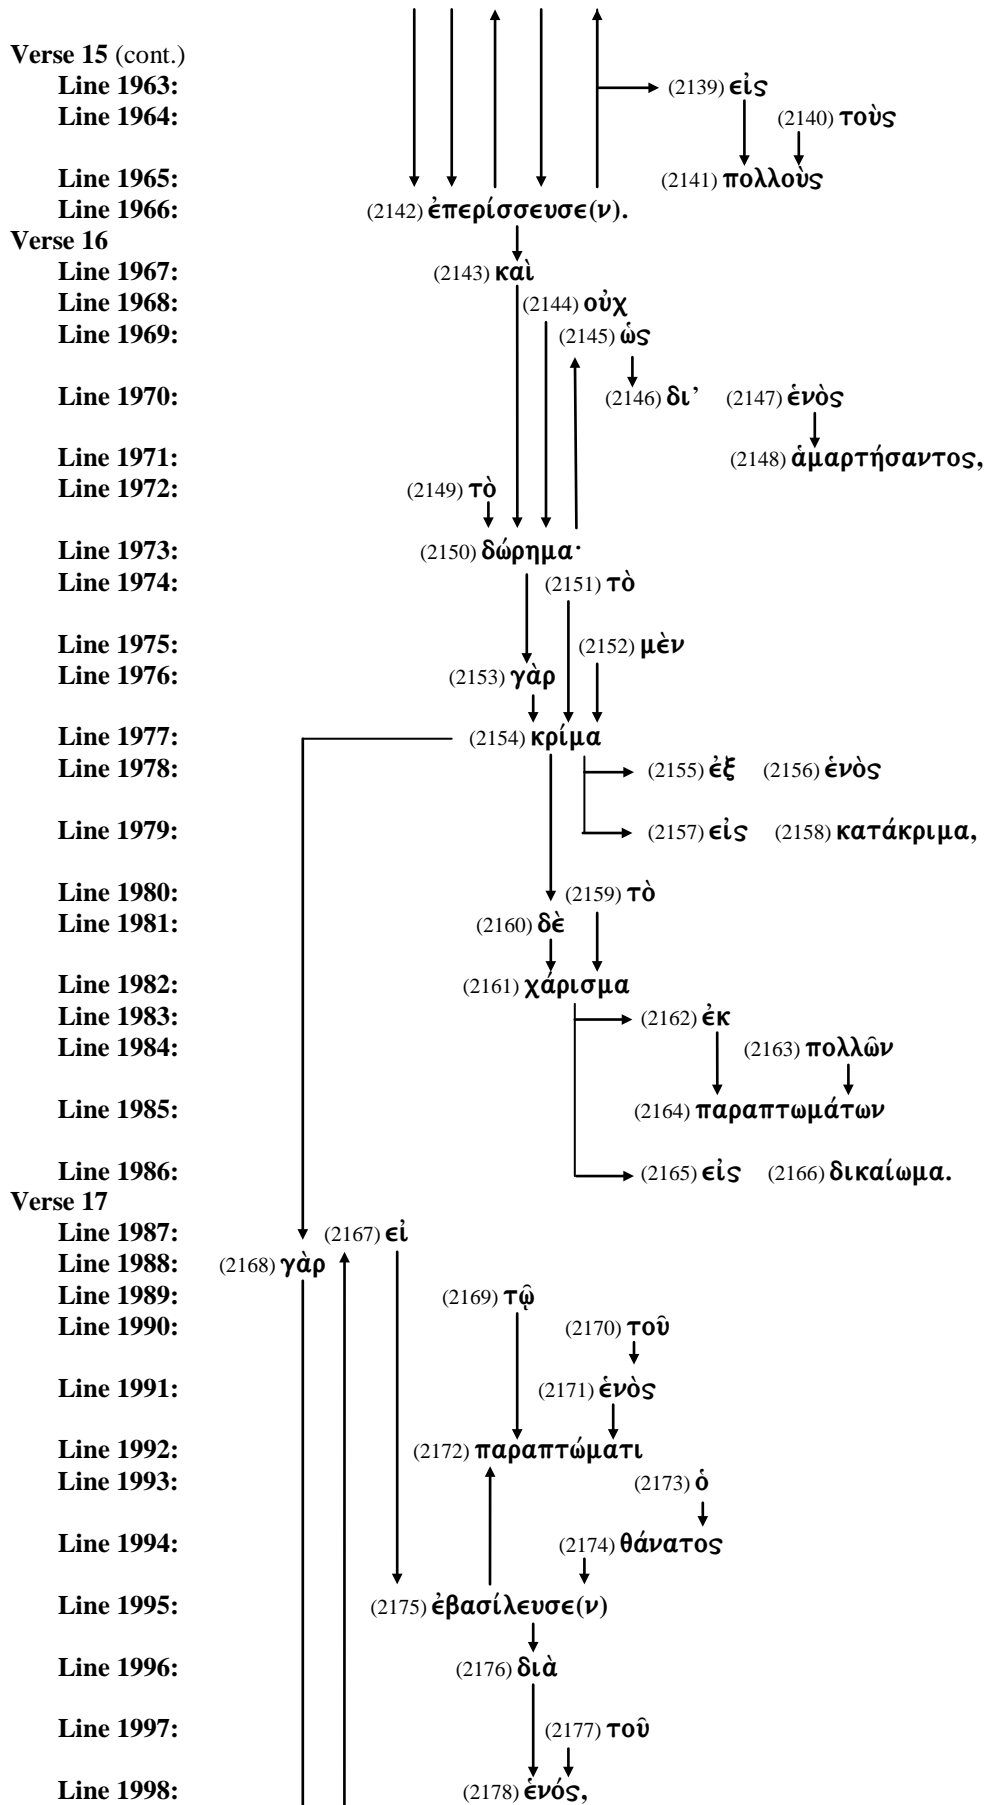 Verse 15 (cont.)
Line 1963: (2139) εἰς
Line 1964: (2140) τοὺς
Line 1965: (2141) πολλοὺς
Line 1966: (2142) ἐπερίσσευσε(ν).
Verse 16
Line 1967: (2143) καὶ
Line 1968: (2144) οὐχ
Line 1969: (2145) ὡς
Line 1970: (2146) δι’ (2147) ἑνὸς
Line 1971: (2148) ἁμαρτήσαντος,
Line 1972: (2149) τὸ
Line 1973: (2150) δώρημα·
Line 1974: (2151) τὸ
Line 1975: (2152) μὲν
Line 1976: (2153) γὰρ
Line 1977: (2154) κρίμα
Line 1978: (2155) ἐξ (2156) ἑνὸς
Line 1979: (2157) εἰς (2158) κατάκριμα,
Line 1980: (2159) τὸ
Line 1981: (2160) δὲ
Line 1982: (2161) χάρισμα
Line 1983: (2162) ἐκ
Line 1984: (2163) πολλῶν
Line 1985: (2164) παραπτωμάτων
Line 1986: (2165) εἰς (2166) δικαίωμα.
Verse 17
Line 1987: (2167) εἰ
Line 1988: (2168) γὰρ
Line 1989: (2169) τῷ
Line 1990: (2170) τοῦ
Line 1991: (2171) ἑνὸς
Line 1992: (2172) παραπτώματι
Line 1993: (2173) ὁ
Line 1994: (2174) θάνατος
Line 1995: (2175) ἐβασίλευσε(ν)
Line 1996: (2176) διὰ
Line 1997: (2177) τοῦ
Line 1998: (2178) ἑνός,